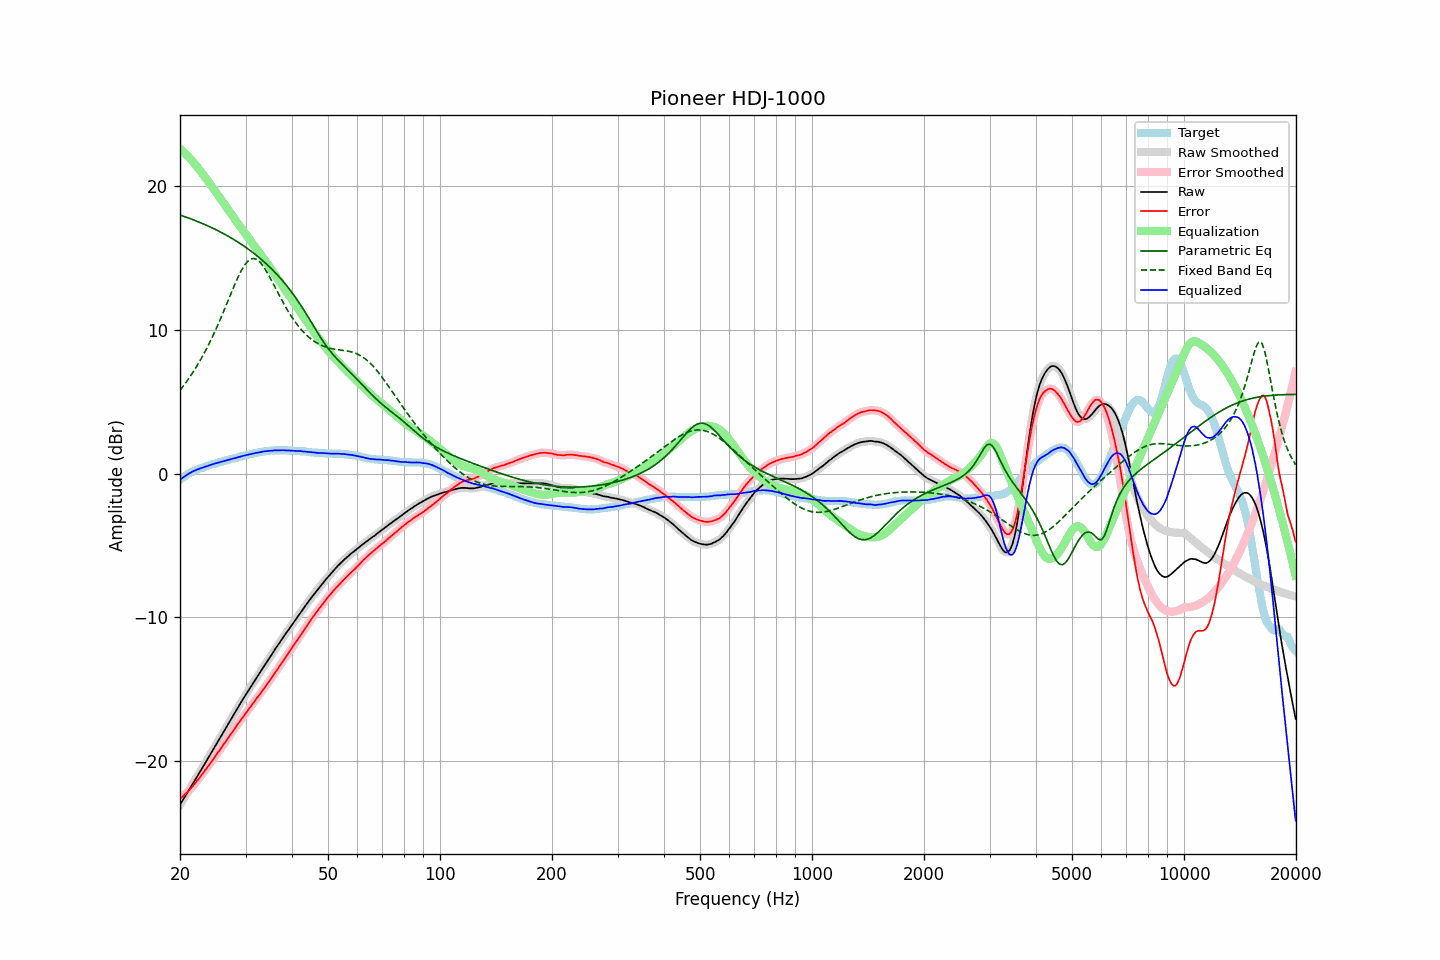 Pioneer HDJ-1000
Target
Raw Smoothed
Error Smoothed
Raw
Error
Equalization
Parametric Eq
Fixed Band Eq
Equalized
Amplitude (dBr)
20
10
0
−10
−20
20 50 100 200 500 1000 2000 5000 10000 20000
Frequency (Hz)